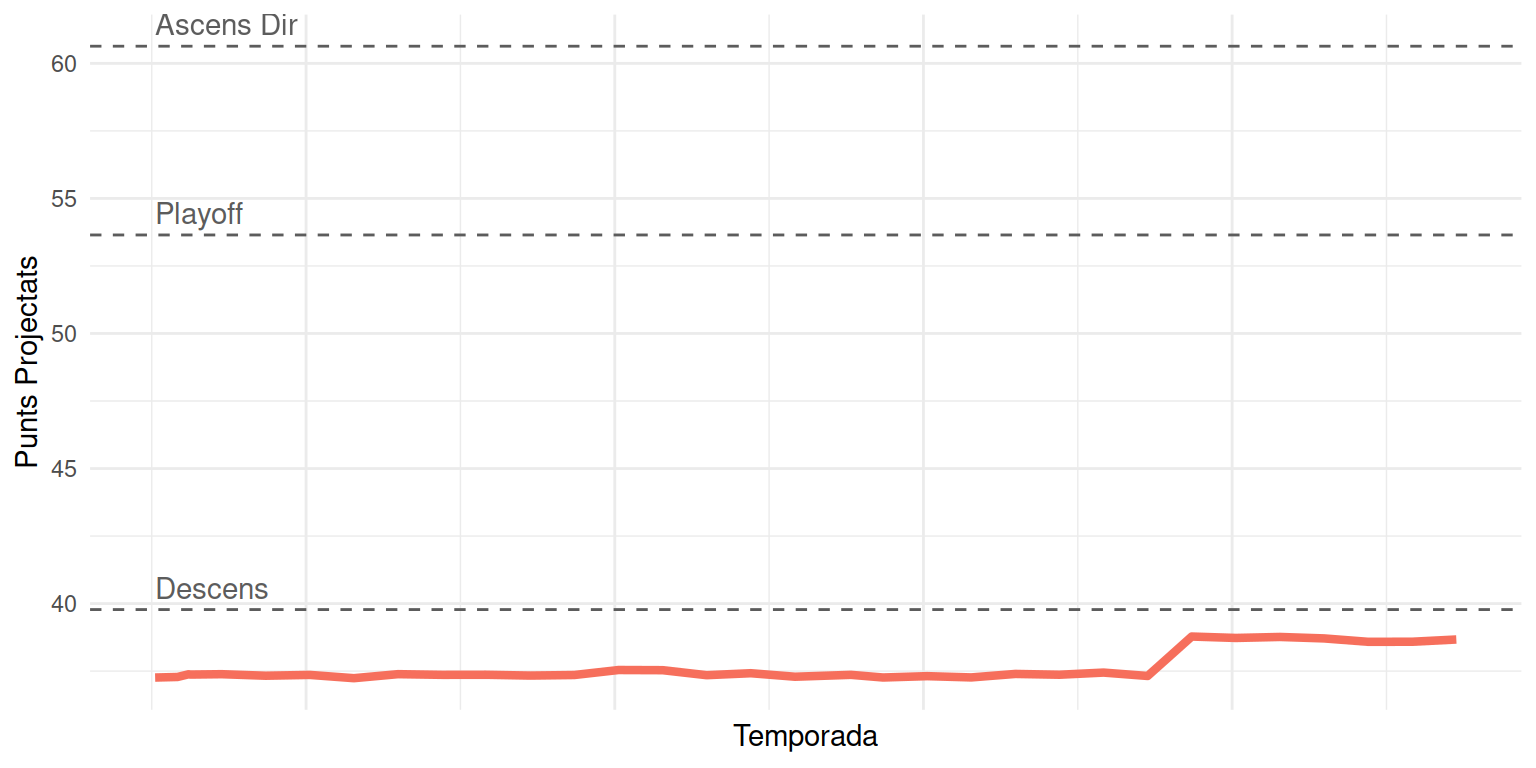 Ascens Dir
60
55
Playoff
50
45
Descens
40
Punts Projectats
Temporada